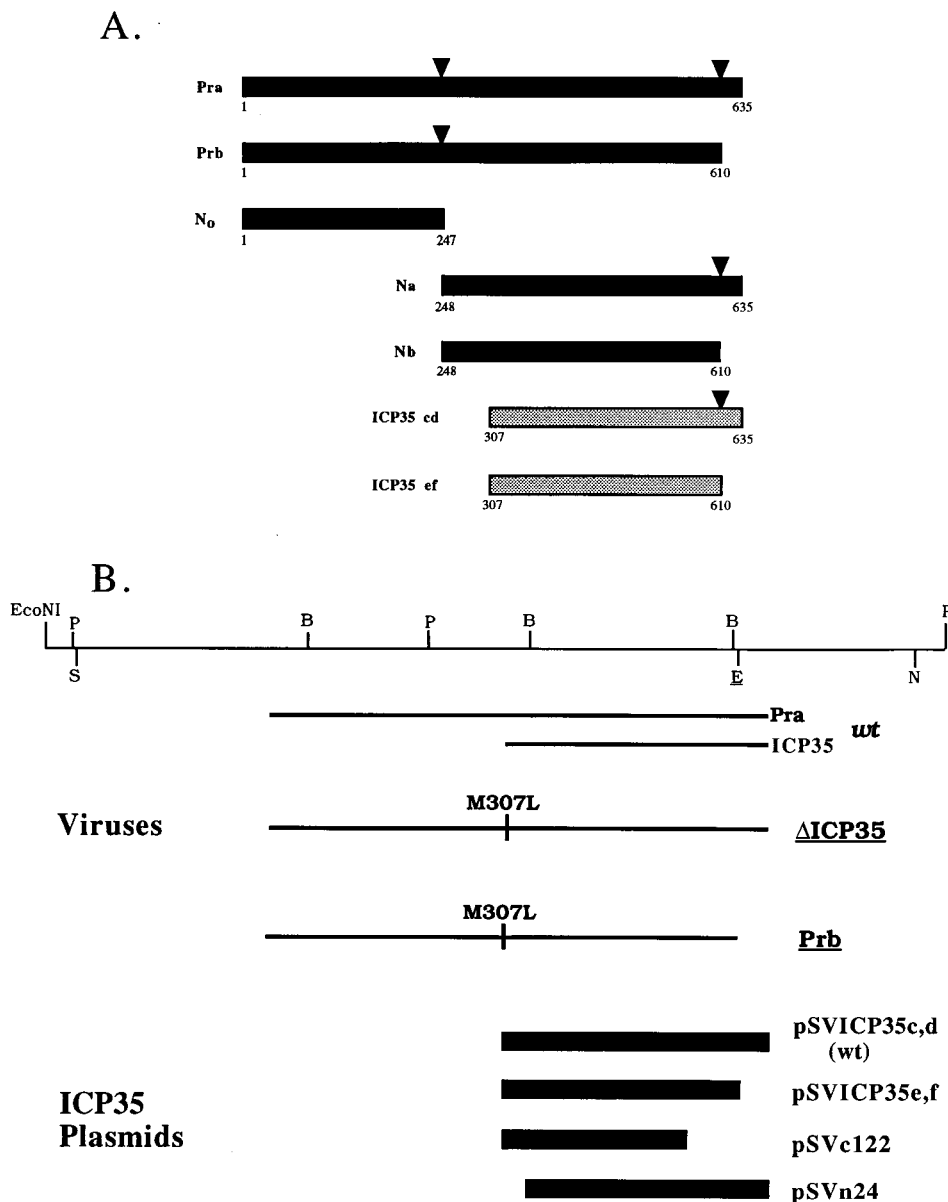 A.
Pra
1 635
Prb
1 610
No
1 247
Na
248 635
Nb
248 610
ICP35 cd
307 635
ICP35 ef
307 610
B.
EcoNI P B P B B
S E N
Pra
wt
ICP35
Viruses
M307L
ΔICP35
M307L
Prb
ICP35
Plasmids
pSVICP35c,d
(wt)
pSVICP35e,f
pSVc122
pSVn24